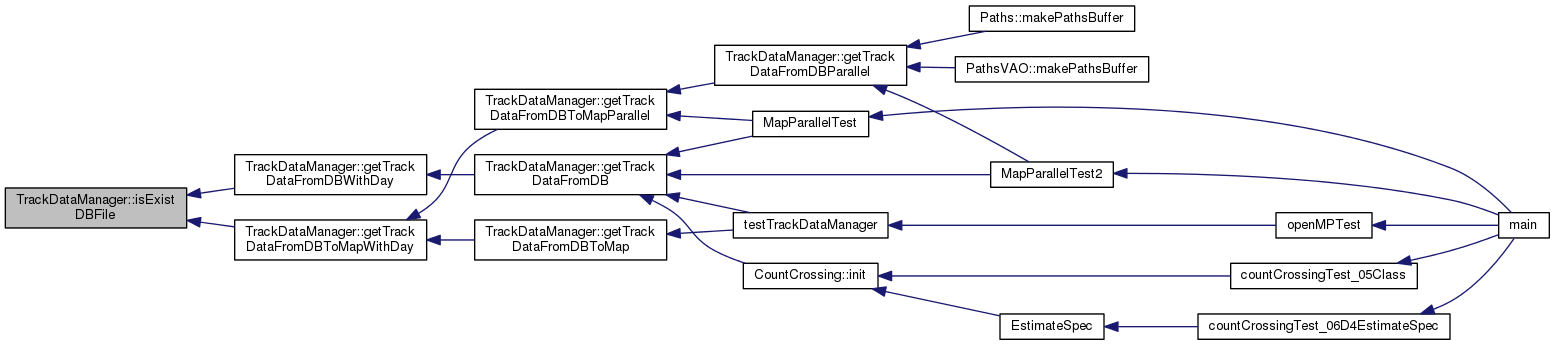 TrackDataManager::isExist
DBFile
TrackDataManager::getTrack
DataFromDBWithDay
TrackDataManager::getTrack
DataFromDBToMapWithDay
TrackDataManager::getTrack
DataFromDBToMapParallel
TrackDataManager::getTrack
DataFromDB
TrackDataManager::getTrack
DataFromDBToMap
TrackDataManager::getTrack
DataFromDBParallel
MapParallelTest
testTrackDataManager
CountCrossing::init
Paths::makePathsBuffer
PathsVAO::makePathsBuffer
MapParallelTest2
EstimateSpec
openMPTest
countCrossingTest_05Class
countCrossingTest_06D4EstimateSpec
main